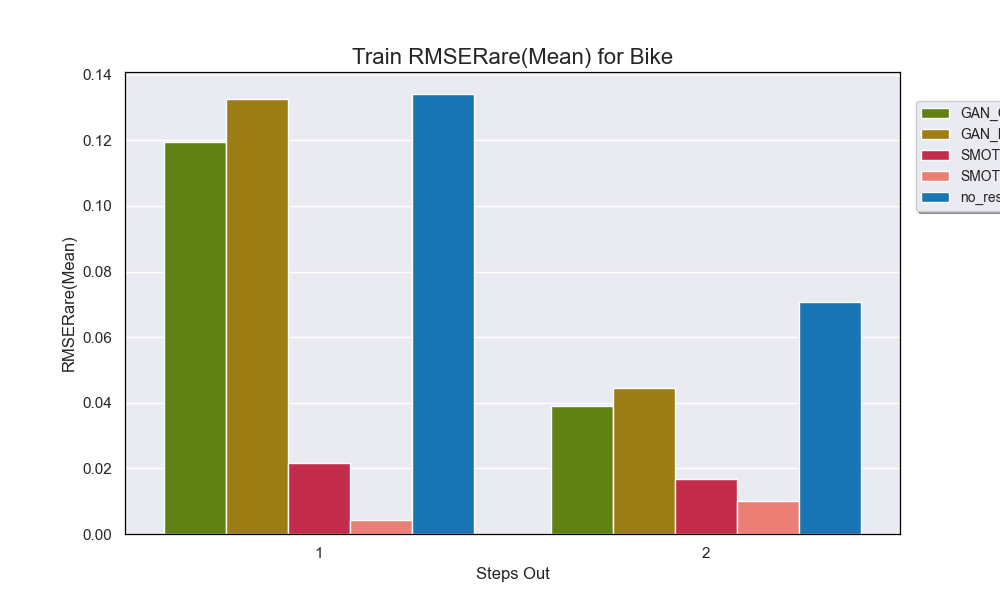 Train RMSERare(Mean) for Bike
RMSERare(Mean)
0.14
0.12
0.10
0.08
0.06
0.04
0.02
0.00
1 2
Steps Out
GAN_
GAN_
SMOT
SMOT
no_res